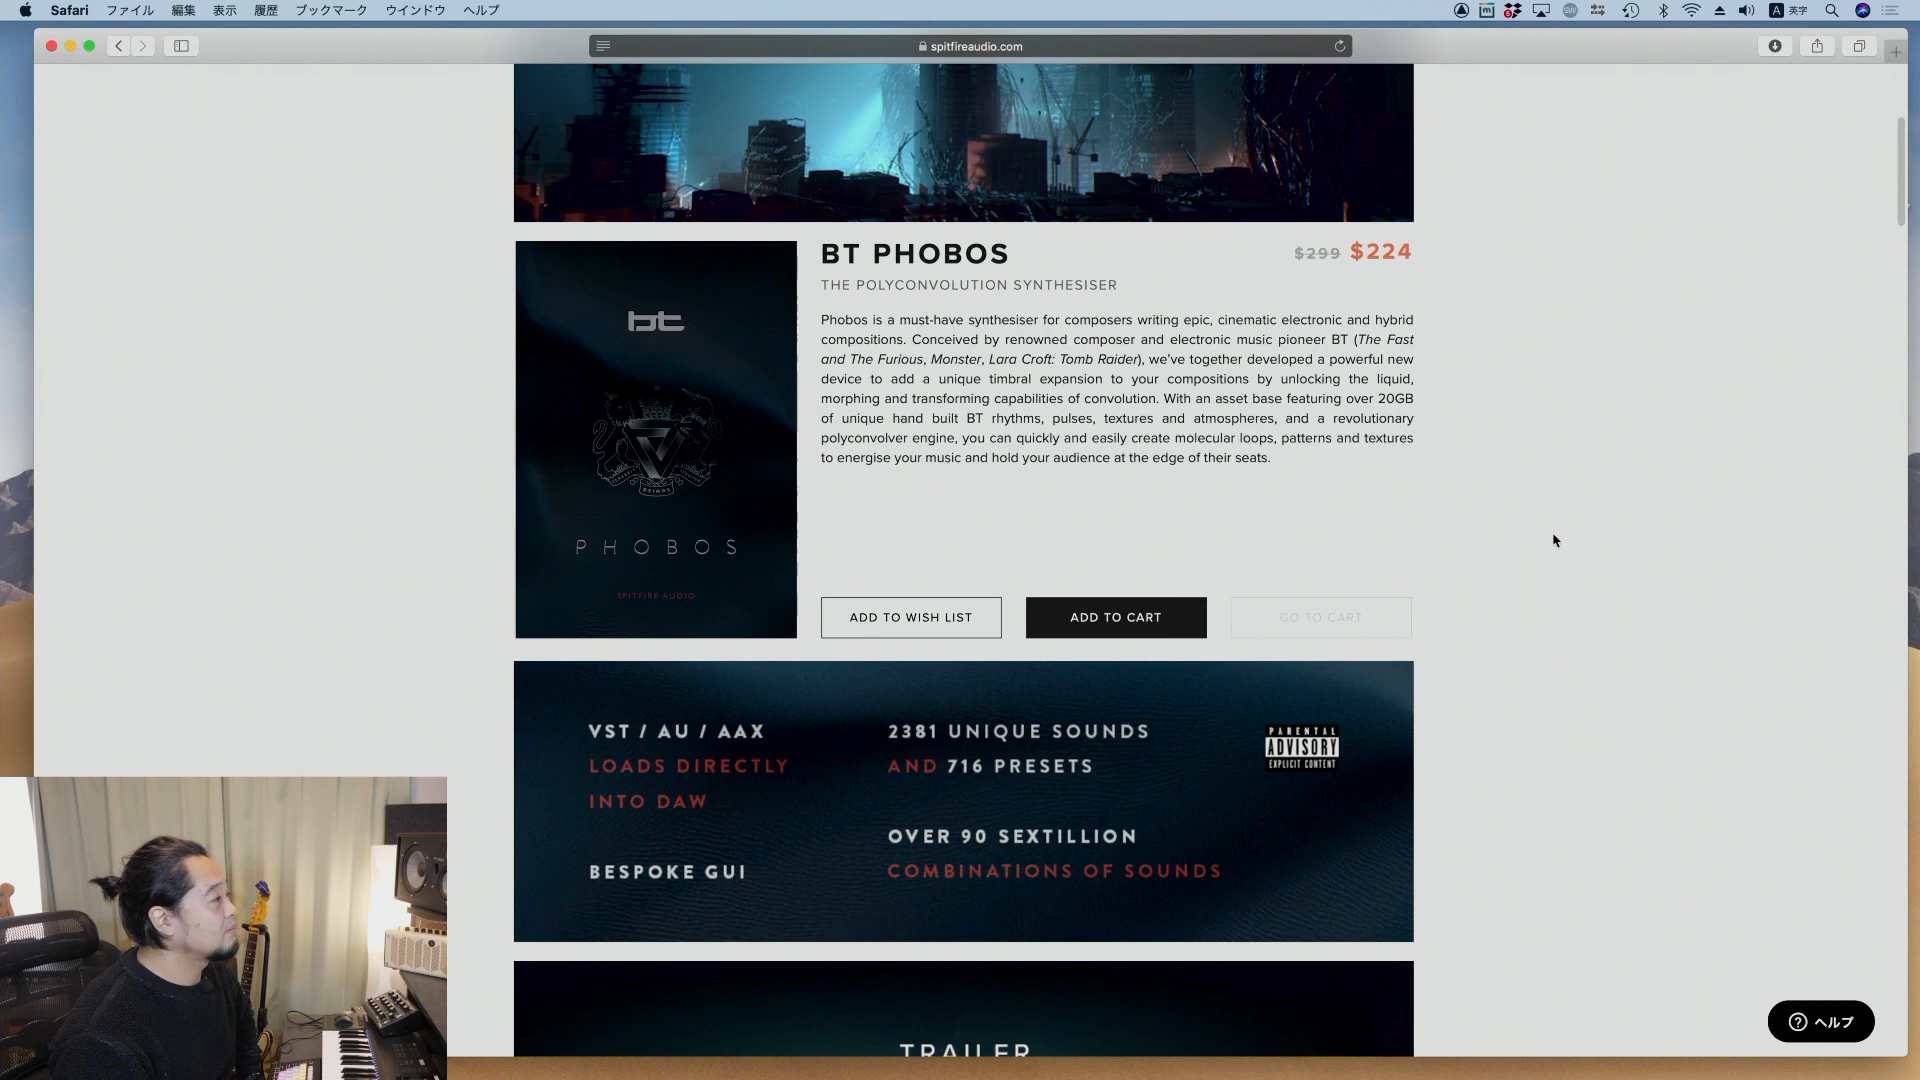 Safari ファイル 編集 表示 履歴 ブックマーク ウインドウ ヘルプ
A 英字
spitfireaudio.com
BT PHOBOS
$299 $224
THE POLYCONVOLUTION SYNTHESISER
Phobos is a must-have synthesiser for composers writing epic, cinematic electronic and hybrid
compositions. Conceived by renowned composer and electronic music pioneer BT (The Fast
and The Furious, Monster, Lara Croft: Tomb Raider), we've together developed a powerful new
device to add a unique timbral expansion to your compositions by unlocking the liquid,
morphing and transforming capabilities of convolution. With an asset base featuring over 20GB
of unique hand built BT rhythms, pulses, textures and atmospheres, and a revolutionary
polyconvolver engine, you can quickly and easily create molecular loops, patterns and textures
to energise your music and hold your audience at the edge of their seats.
bt
DEIMOS
PHOBOS
SPITFIRE AUDIO
ADD TO WISH LIST
ADD TO CART
GO TO CART
VST / AU / AAX
LOADS DIRECTLY
INTO DAW
BESPOKE GUI
2381 UNIQUE SOUNDS
AND 716 PRESETS
OVER 90 SEXTILLION
COMBINATIONS OF SOUNDS
PARENTAL
ADVISORY
EXPLICIT CONTENT
TRAILER
ヘルプ